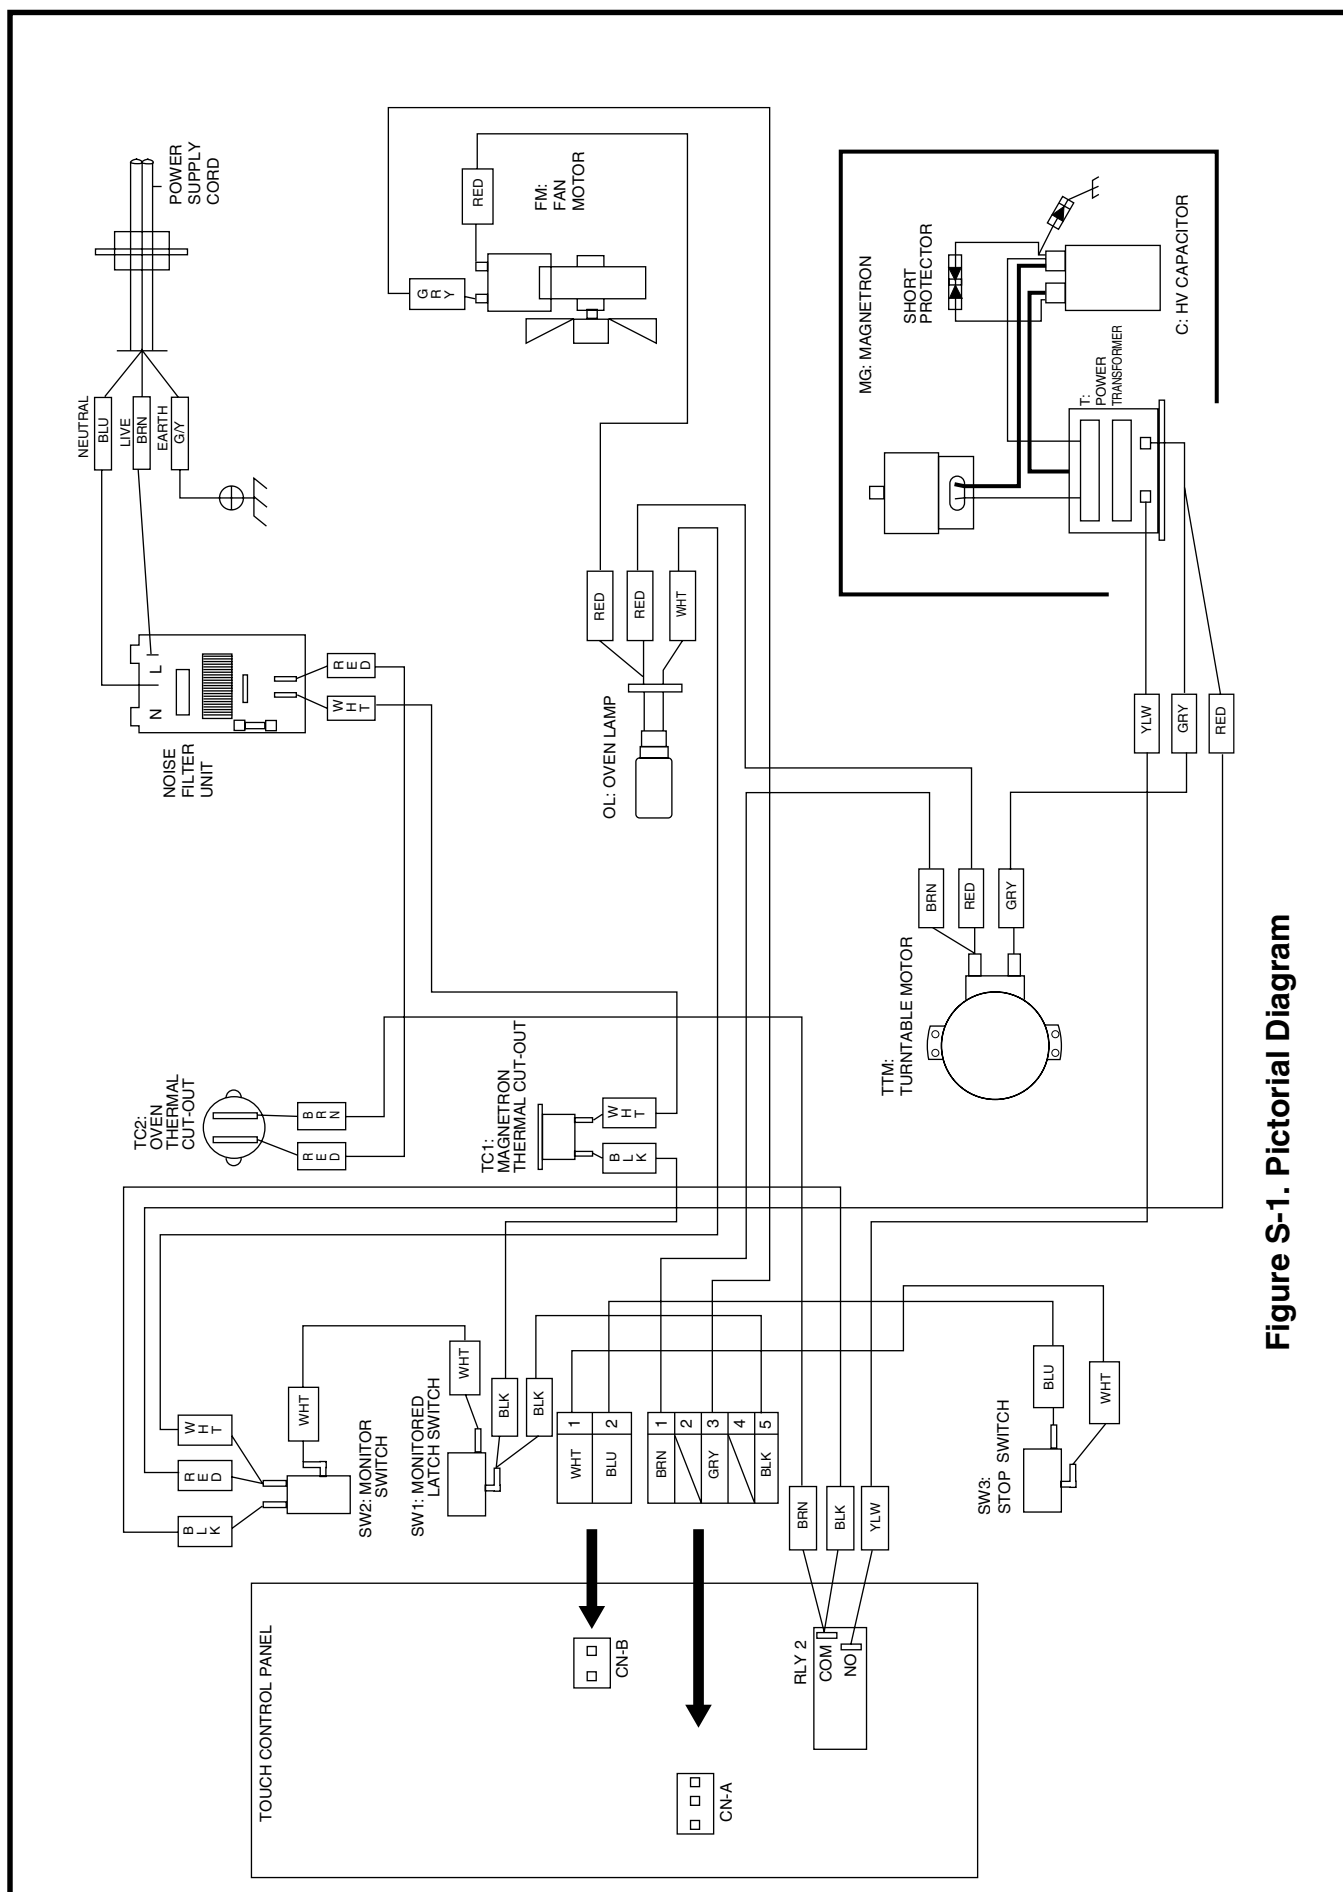 POWER
SUPPLY
CORD
NEUTRAL
BLU
LIVE
BRN
EARTH
G/Y
N
L
NOISE
FILTER
UNIT
RED
WHT
GRY
RED
FM:
FAN
MOTOR
RED
RED
WHT
OL: OVEN LAMP
MG: MAGNETRON
SHORT
PROTECTOR
C: HV CAPACITOR
T:
POWER
TRANSFORMER
YLW
GRY
RED
BRN
RED
GRY
TTM:
TURNTABLE MOTOR
TC2:
OVEN
THERMAL
CUT-OUT
BRN
RED
TC1:
MAGNETRON
THERMAL CUT-OUT
WHT
BLK
WHT
RED
BLK
WHT
SW2: MONITOR
SWITCH
WHT
SW1: MONITORED
LATCH SWITCH
BLK
BLK
WHT 1
BLU 2
BRN 1
2
GRY 3
4
BLK 5
BRN
BLK
YLW
BLU
WHT
SW3:
STOP SWITCH
TOUCH CONTROL PANEL
CN-B
CN-A
RLY 2
COM
NO
Figure S-1. Pictorial Diagram